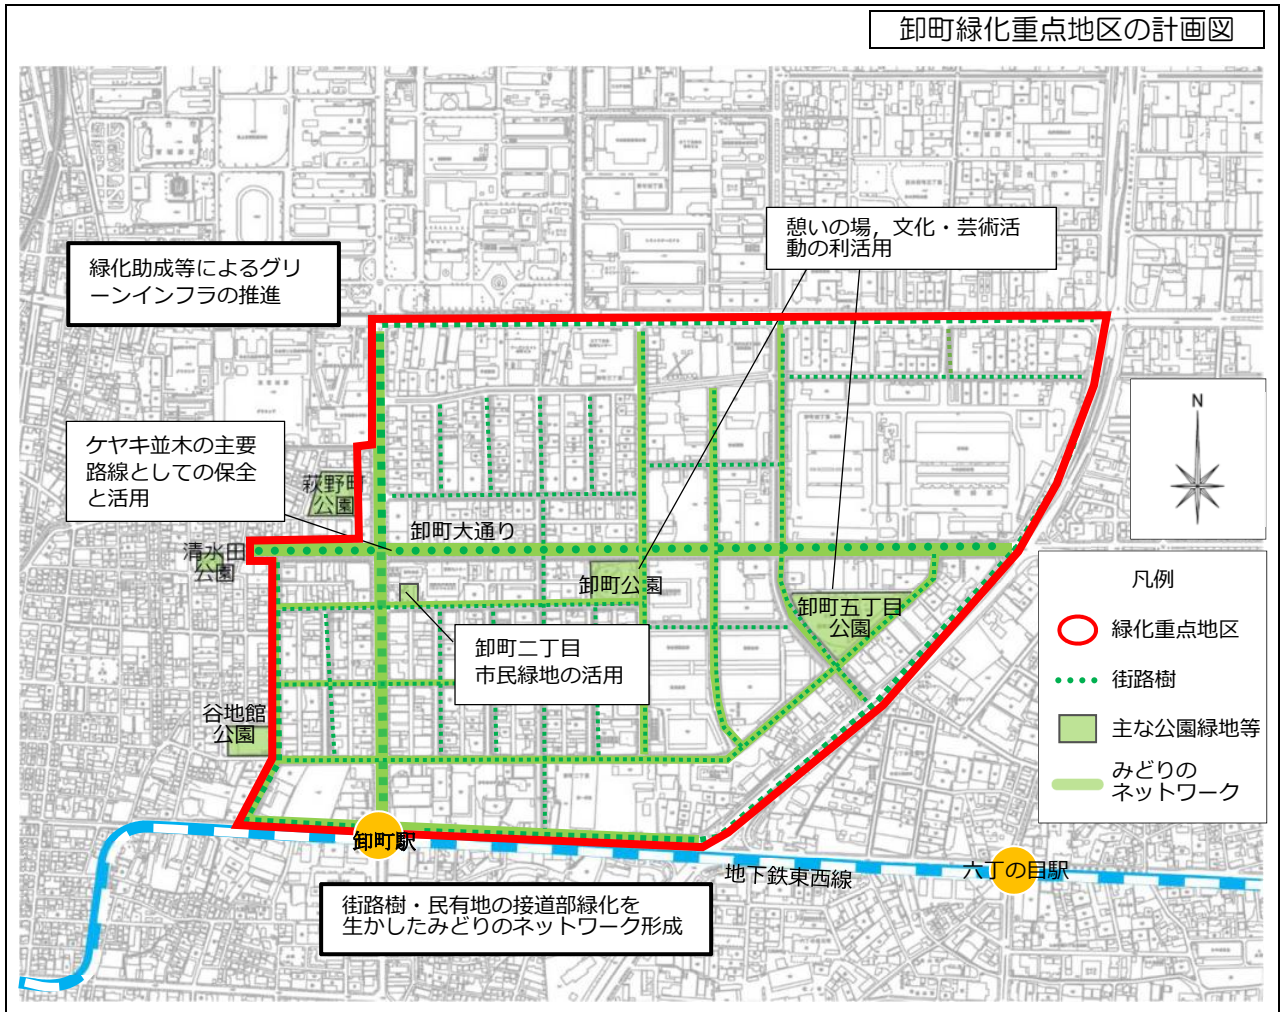 卸町緑化重点地区の計画図
憩いの場，文化・芸術活
動の利活用
緑化助成等によるグリ
ーンインフラの推進
ケヤキ並木の主要
路線としての保全
と活用
萩野町
公園
卸町大通り
清水田
公園
卸町公園
卸町五丁目
公園
卸町二丁目
市民緑地の活用
谷地館
公園
卸町駅
地下鉄東西線
六丁の目駅
街路樹・民有地の接道部緑化を
生かしたみどりのネットワーク形成
N
凡例
緑化重点地区
街路樹
主な公園緑地等
みどりの
ネットワーク